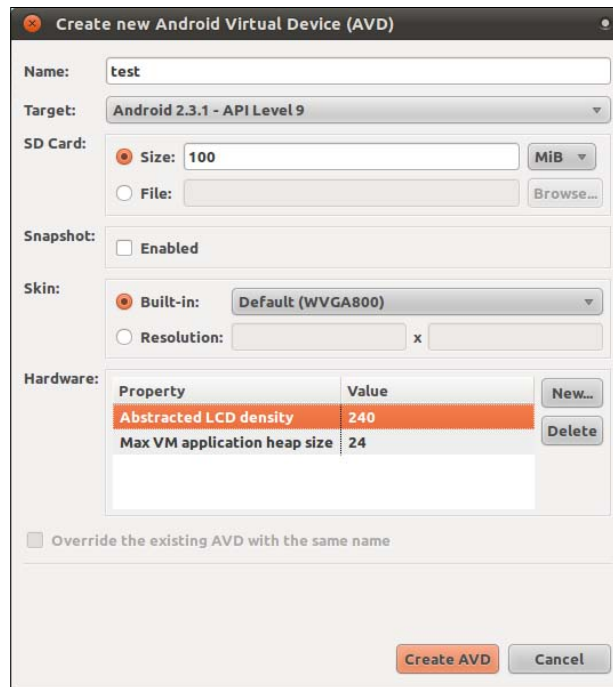 Create new Android Virtual Device (AVD)
Name: test
Target: Android 2.3.1 - API Level 9
SD Card:
Size: 100 MiB
File: Browse...
Snapshot:
Enabled
Skin:
Built-in: Default (WVGA800)
Resolution: x
Hardware:
Property Value New...
Abstracted LCD density 240
Delete
Max VM application heap size 24
Override the existing AVD with the same name
Create AVD Cancel